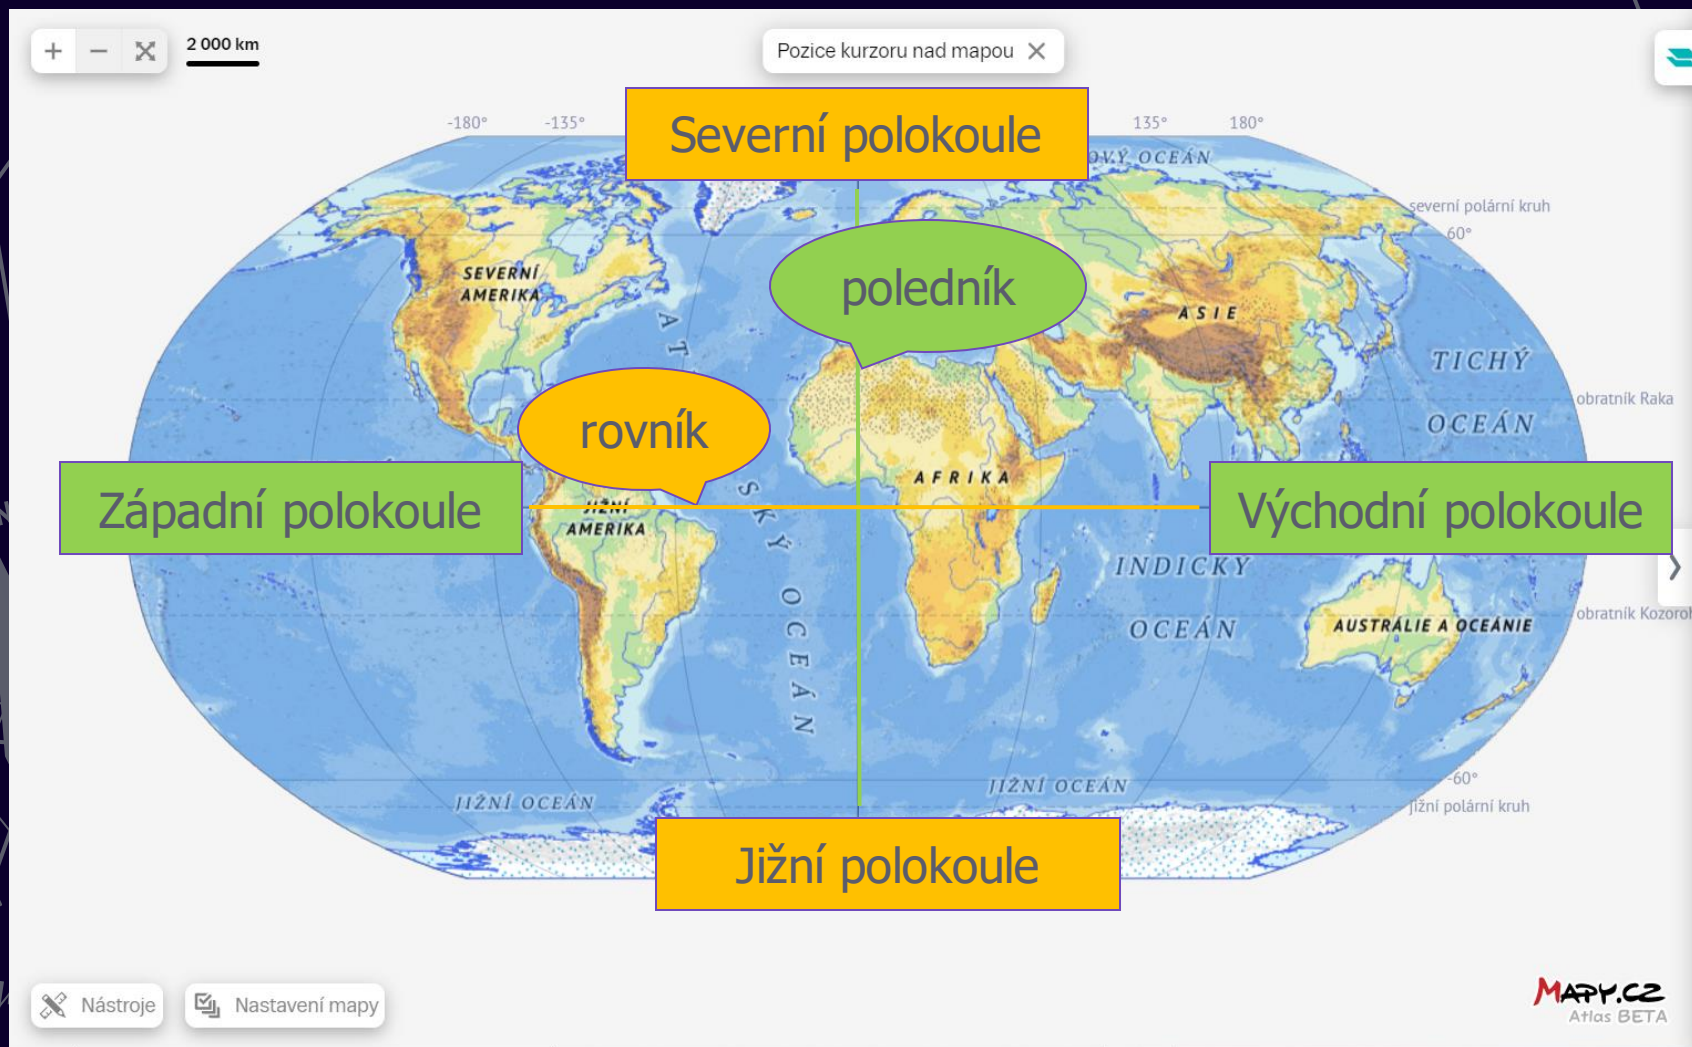 2 000 km
Pozice kurzoru nad mapou
Severní polokoule
-180°
-135°
135°
180°
OVÝ OCEÁN
severní polární kruh
60°
poledník
SEVERNÍ
AMERIKA
ASIE
AT
TICHÝ
OCEÁN
obratník Raka
rovník
AFRIKA
SKÝ OCEÁN
Západní polokoule
JIŽNÍ
AMERIKA
Východní polokoule
INDICKÝ
OCEÁN
obratník Kozoroh
AUSTRÁLIE A OCEÁNIE
-60°
JIŽNÍ OCEÁN
JIŽNÍ OCEÁN
jižní polární kruh
Jižní polokoule
Nástroje
Nastavení mapy
MAPY.CZ
Atlas BETA